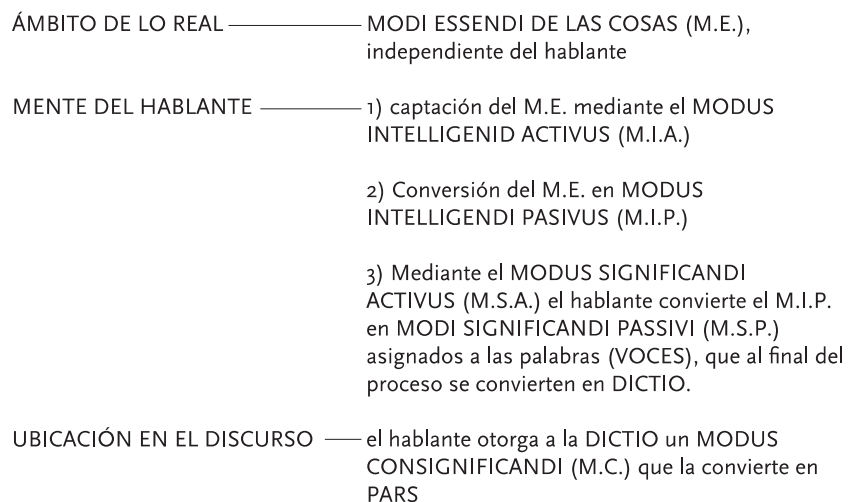 ÁMBITO DE LO REAL MODI ESSENDI DE LAS COSAS (M.E.),
independiente del hablante
MENTE DEL HABLANTE 1) captación del M.E. mediante el MODUS
INTELLIGENID ACTIVUS (M.I.A.)
2) Conversión del M.E. en MODUS
INTELLIGENDI PASIVUS (M.I.P.)
3) Mediante el MODUS SIGNIFICANDI
ACTIVUS (M.S.A.) el hablante convierte el M.I.P.
en MODI SIGNIFICANDI PASSIVI (M.S.P.)
asignados a las palabras (VOCES), que al final del
proceso se convierten en DICTIO.
UBICACIÓN EN EL DISCURSO el hablante otorga a la DICTIO un MODUS
CONSIGNIFICANDI (M.C.) que la convierte en
PARS